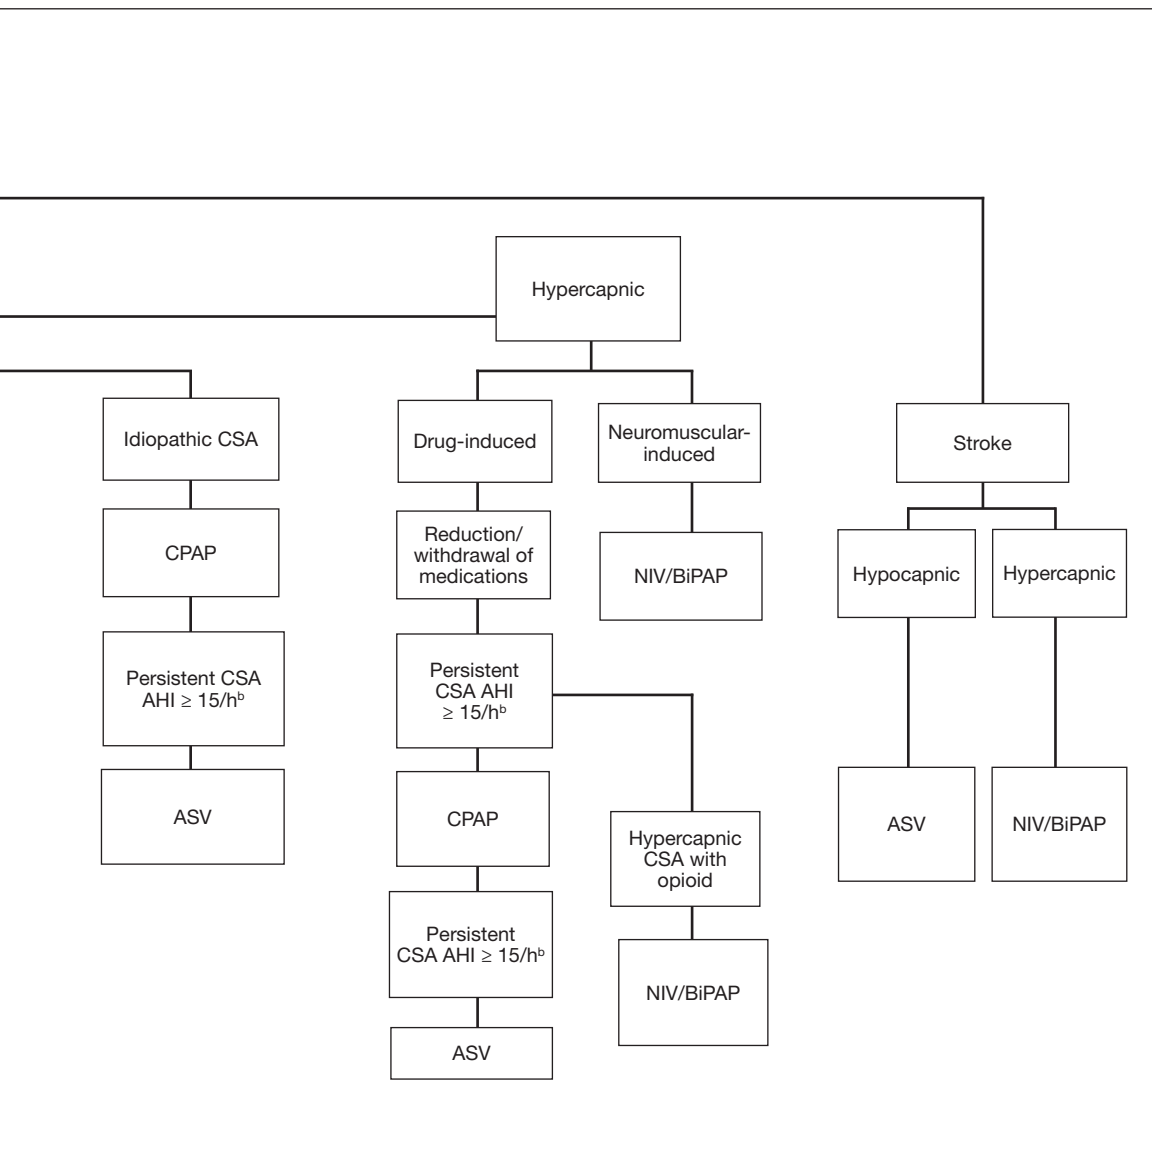 Hypercapnic
Idiopathic CSA
CPAP
Persistent CSA
AHI ≥ 15/hᵇ
ASV
Drug-induced
Reduction/
withdrawal of
medications
Persistent
CSA AHI
≥ 15/hᵇ
CPAP
Persistent
CSA AHI ≥ 15/hᵇ
ASV
Neuromuscular-
induced
NIV/BiPAP
Hypercapnic
CSA with
opioid
NIV/BiPAP
Stroke
Hypocapnic
ASV
Hypercapnic
NIV/BiPAP